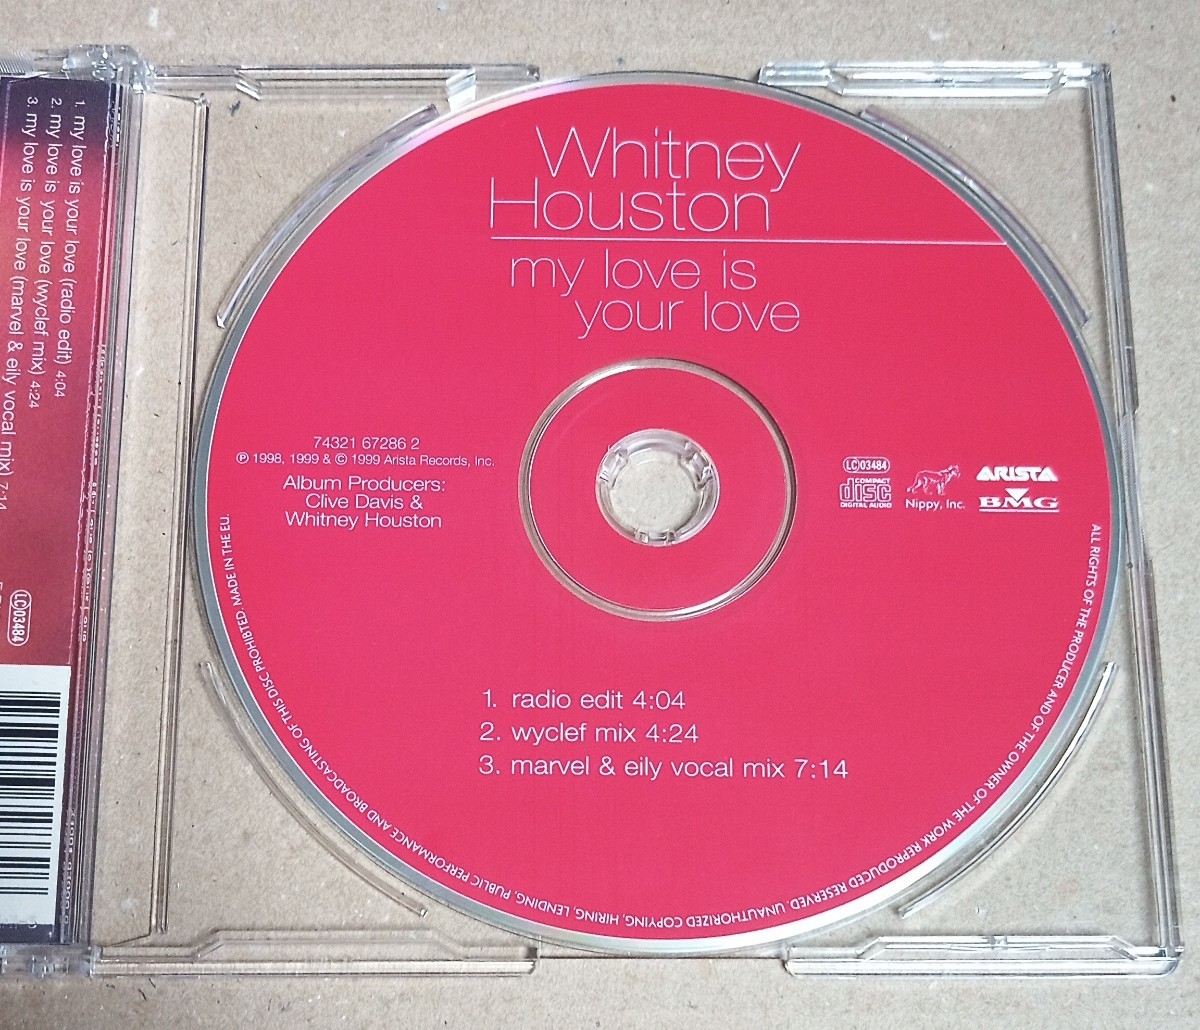 Whitney
Houston
my love is
your love
74321 67286 2
℗ 1998, 1999 & © 1999 Arista Records, Inc.
Album Producers:
Clive Davis &
Whitney Houston
LC 03484
COMPACT
disc
DIGITAL AUDIO
Nippy, Inc.
ARISTA
BMG
1. radio edit 4:04
2. wyclef mix 4:24
3. marvel & eily vocal mix 7:14
ALL RIGHTS OF THE PRODUCER AND OF THE OWNER OF THE WORK REPRODUCED RESERVED. UNAUTHORIZED COPYING, HIRING, LENDING, PUBLIC PERFORMANCE AND BROADCASTING OF THIS DISC PROHIBITED. MADE IN THE EU.
1. my love is your love (radio edit) 4:04
2. my love is your love (wyclef mix) 4:24
3. my love is your love (marvel & eily vocal mix) 7:14
LC 03484